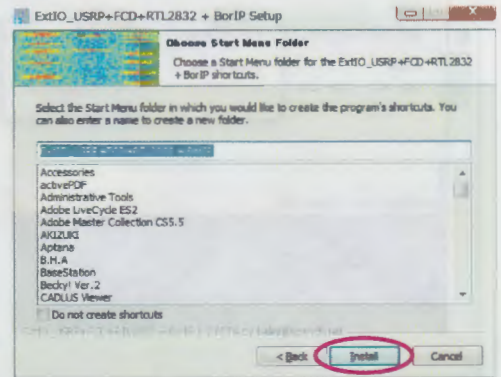 ExtIO_USRP+FCD+RTL2832 + BorIP Setup
Choose Start Menu Folder
Choose a Start Menu folder for the ExtIO_USRP+FCD+RTL2832
+ BorIP shortcuts.
Select the Start Menu folder in which you would like to create the program's shortcuts. You
can also enter a name to create a new folder.
Accessories
activePDF
Administrative Tools
Adobe LiveCycle ES2
Adobe Master Collection CS5.5
AKIZUKI
Aptana
B.H.A
BaseStation
Becky! Ver.2
CADLUS Viewer
Do not create shortcuts
< Back
Install
Cancel